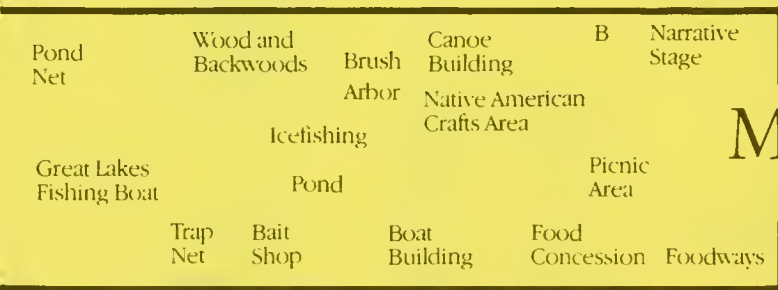 Pond
Net
Wood and
Backwoods
Brush
Arbor
Canoe
Building
B
Narrative
Stage
Native American
Crafts Area
M
Icefishing
Great Lakes
Fishing Boat
Pond
Picnic
Area
Trap
Net
Bait
Shop
Boat
Building
Food
Concession
Foodways